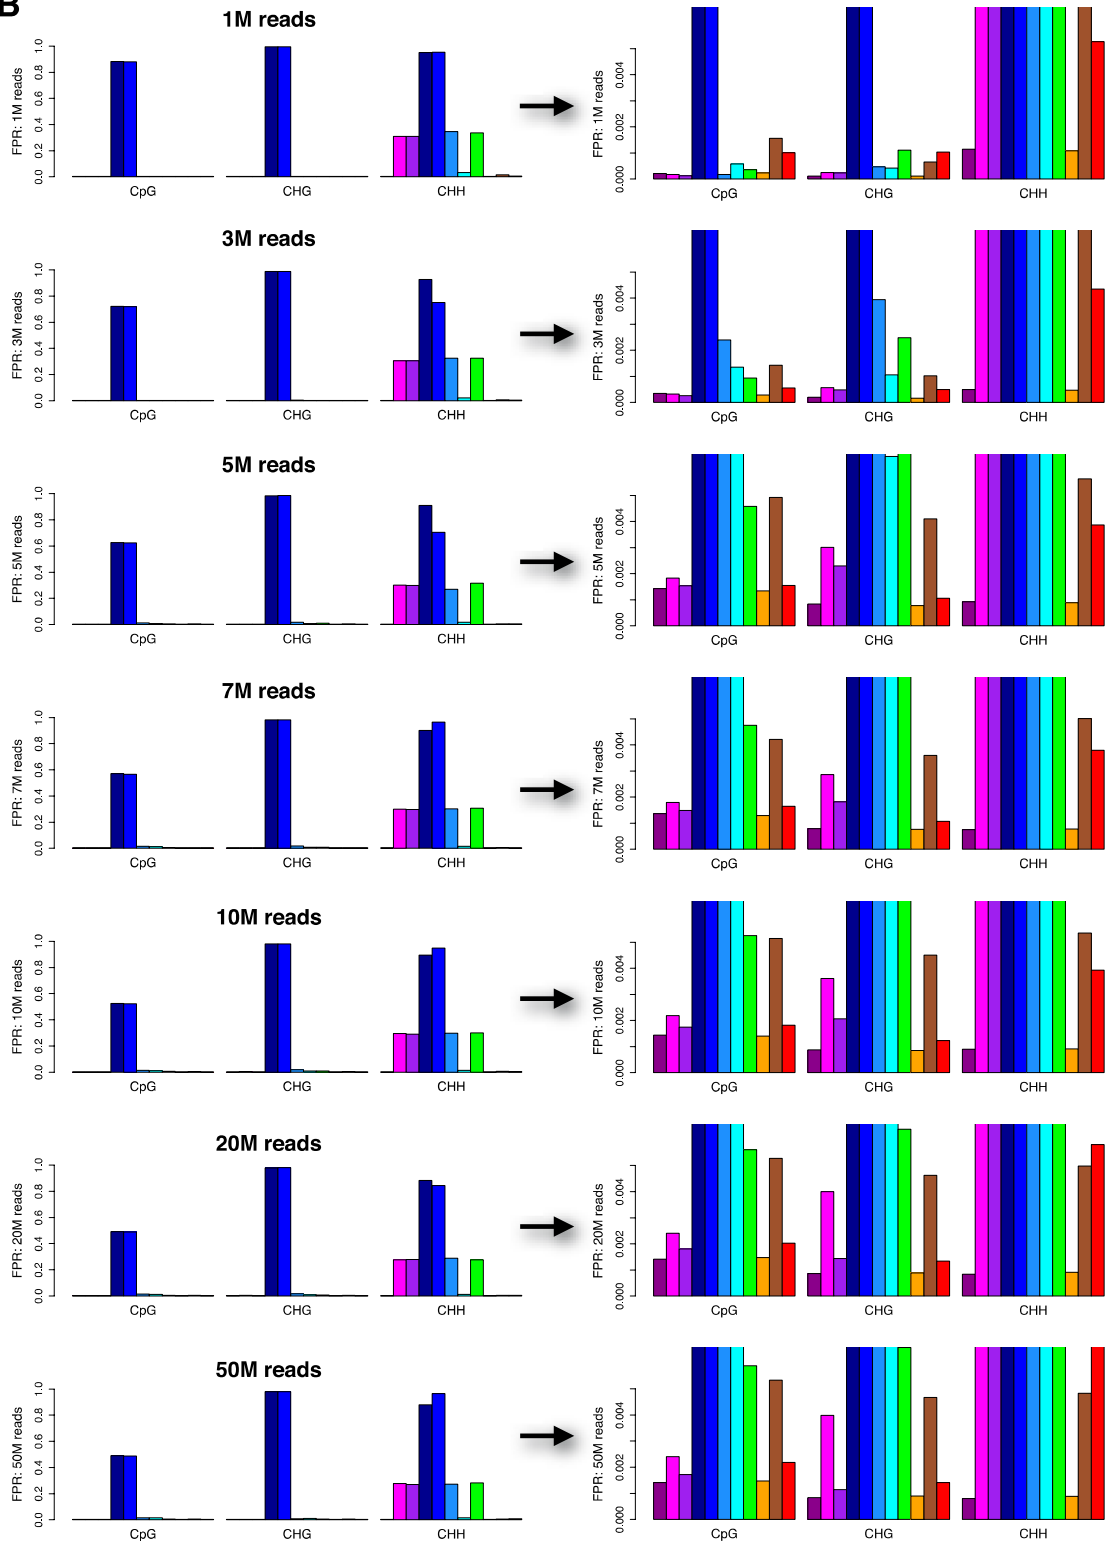 B
1M reads
FPR: 1M reads
0.0 0.2 0.4 0.6 0.8 1.0
CpG CHG CHH
FPR: 1M reads
0.000 0.002 0.004
CpG CHG CHH
3M reads
FPR: 3M reads
0.0 0.2 0.4 0.6 0.8 1.0
CpG CHG CHH
FPR: 3M reads
0.000 0.002 0.004
CpG CHG CHH
5M reads
FPR: 5M reads
0.0 0.2 0.4 0.6 0.8 1.0
CpG CHG CHH
FPR: 5M reads
0.000 0.002 0.004
CpG CHG CHH
7M reads
FPR: 7M reads
0.0 0.2 0.4 0.6 0.8 1.0
CpG CHG CHH
FPR: 7M reads
0.000 0.002 0.004
CpG CHG CHH
10M reads
FPR: 10M reads
0.0 0.2 0.4 0.6 0.8 1.0
CpG CHG CHH
FPR: 10M reads
0.000 0.002 0.004
CpG CHG CHH
20M reads
FPR: 20M reads
0.0 0.2 0.4 0.6 0.8 1.0
CpG CHG CHH
FPR: 20M reads
0.000 0.002 0.004
CpG CHG CHH
50M reads
FPR: 50M reads
0.0 0.2 0.4 0.6 0.8 1.0
CpG CHG CHH
FPR: 50M reads
0.000 0.002 0.004
CpG CHG CHH